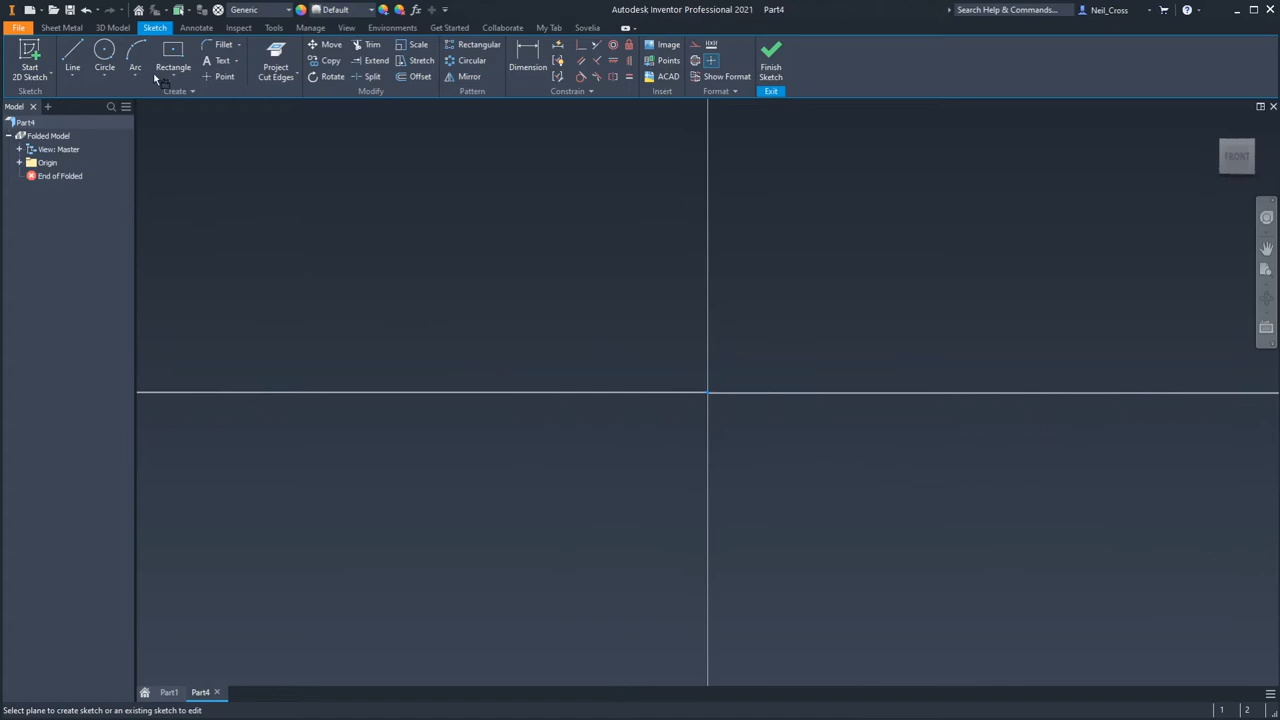 Generic
Default
Autodesk Inventor Professional 2021 Part4
Search Help & Commands...
Neil_Cross
File Sheet Metal 3D Model Sketch Annotate Inspect Tools Manage View Environments Get Started Collaborate My Tab Sovelia
Start
2D Sketch
Line
Circle
Arc
Rectangle
Fillet
Text
Point
Project
Cut Edges
Move
Copy
Rotate
Trim
Extend
Split
Scale
Stretch
Offset
Rectangular
Circular
Mirror
Dimension
Image
Points
ACAD
Show Format
Finish
Sketch
Sketch Create Modify Pattern Constrain Insert Format Exit
Model
Part4
Folded Model
View: Master
Origin
End of Folded
FRONT
Part1 Part4
Select plane to create sketch or an existing sketch to edit
1 2